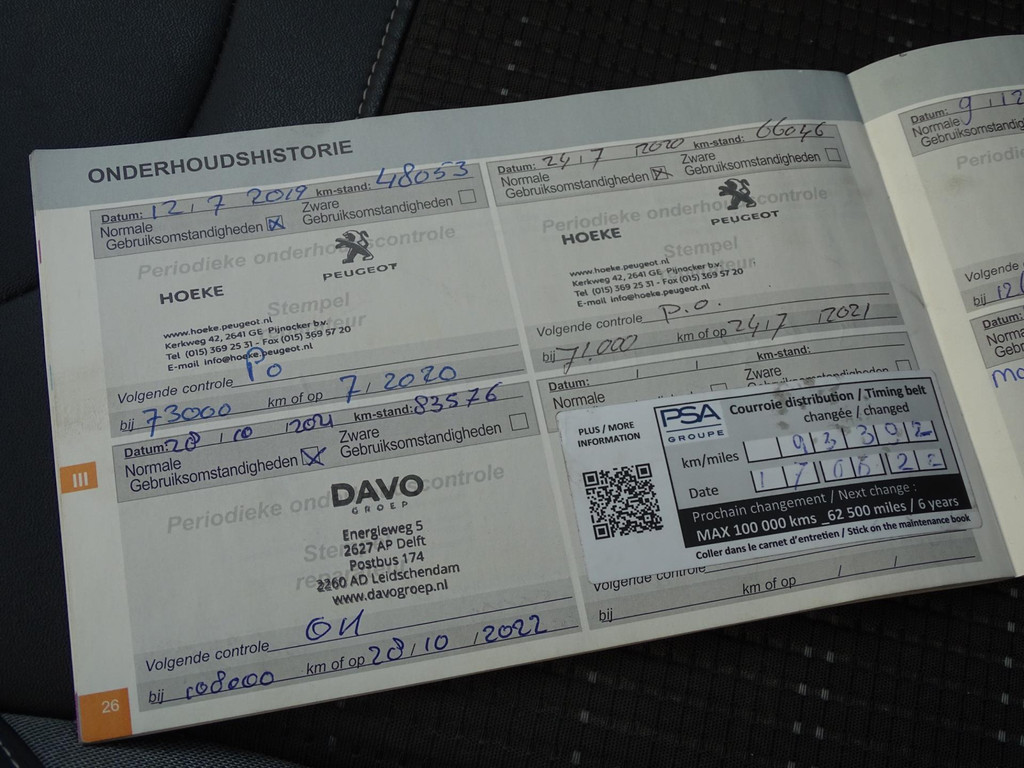 ONDERHOUDSHISTORIE
Datum: 12, 7 2019 km-stand: 48053
Normale Gebruiksomstandigheden ☒ Zware Gebruiksomstandigheden ☐
Periodieke onderhoudscontrole
HOEKE PEUGEOT
Stempel
www.hoeke.peugeot.nl
Kerkweg 42, 2641 GE Pijnacker b.v.
Tel (015) 369 25 31 - Fax (015) 369 57 20
E-mail info@hoeke.peugeot.nl
Volgende controle PO
bij 73000 km of op 7, 2020
Datum: 24, 7 2020 km-stand: 66046
Normale Gebruiksomstandigheden ☒ Zware Gebruiksomstandigheden ☐
Periodieke onderhoudscontrole
HOEKE PEUGEOT
Stempel
www.hoeke.peugeot.nl
Kerkweg 42, 2641 GE Pijnacker b.v.
Tel (015) 369 25 31 - Fax (015) 369 57 20
E-mail info@hoeke.peugeot.nl
Volgende controle P.O.
bij 71.000 km of op 24, 7 2021
Datum: 28 / 10 2021 km-stand: 83576
Normale Gebruiksomstandigheden ☒ Zware Gebruiksomstandigheden ☐
Periodieke controle
DAVO
GROEP
Energieweg 5
2627 AP Delft
Postbus 174
2260 AD Leidschendam
www.davogroep.nl
Volgende controle
bij 108000 km of op 28, 10, 2022
Datum: / / km-stand:
Normale Zware
PLUS / MORE
INFORMATION
PSA
GROUPE
Courroie distribution / Timing belt
changée / changed
km/miles 93392
Date 17 06 22
Prochain changement / Next change :
MAX 100 000 kms _62 500 miles / 6 years
Coller dans le carnet d'entretien / Stick on the maintenance book
Volgende controle
bij km of op / /
III
26
Datum: 9, 12
Normale
Gebruiksomstandig
Periodie
Volgende
bij 12
Datum:
Norma
Gebru